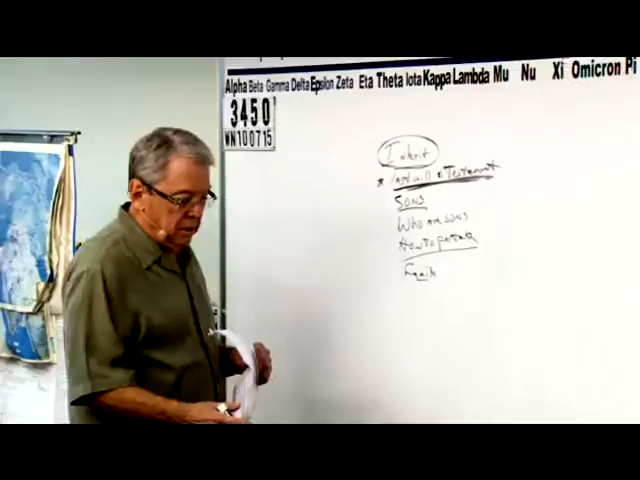 Alpha Beta Gamma Delta Epsilon Zeta Eta Theta Iota Kappa Lambda Mu Nu Xi Omicron Pi
3450
WN100715
Inherit
* Last will & Testament
Sons
Who are sons
How to partake